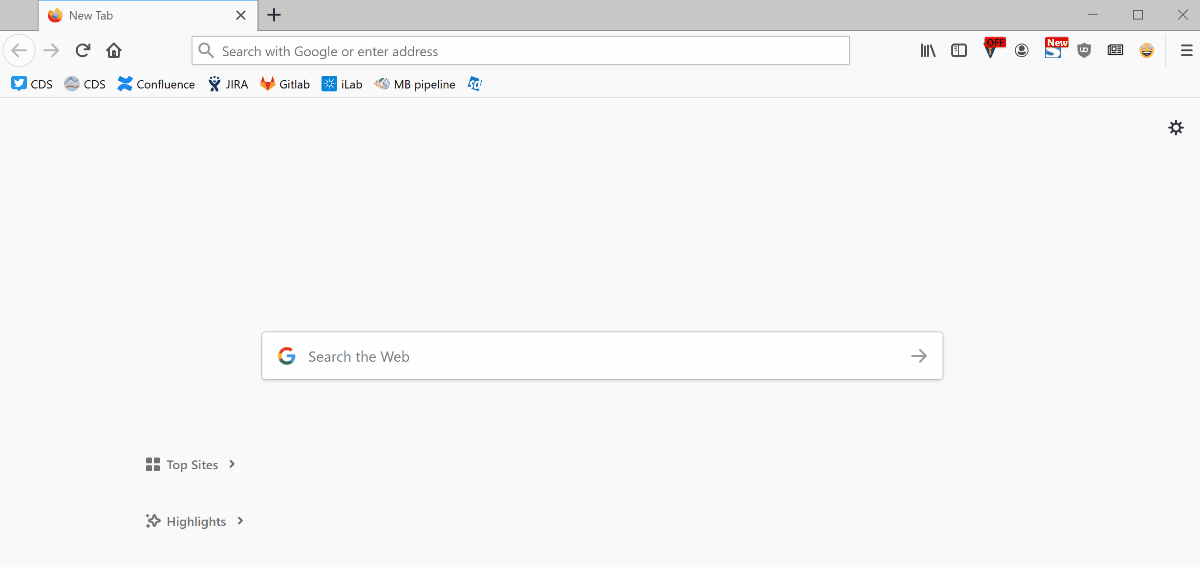 New Tab
Search with Google or enter address
OFF
New
CDS CDS Confluence JIRA Gitlab iLab MB pipeline
Search the Web
Top Sites
Highlights